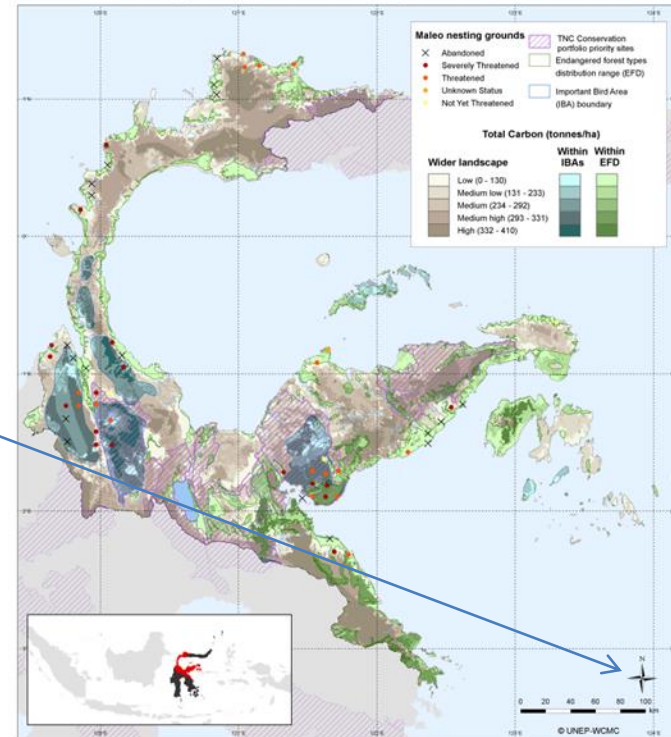 Maleo nesting grounds
Abandoned
Severely Threatened
Threatened
Unknown Status
Not Yet Threatened
TNC Conservation
portfolio priority sites
Endangered forest types
distribution range (EFD)
Important Bird Area
(IBA) boundary
Total Carbon (tonnes/ha)
Wider landscape
Within
IBAs
Within
EFD
Low (0 - 130)
Medium low (131 - 233)
Medium (234 - 292)
Medium high (293 - 331)
High (332 - 410)
N
0 20 40 60 80 100
km
© UNEP-WCMC